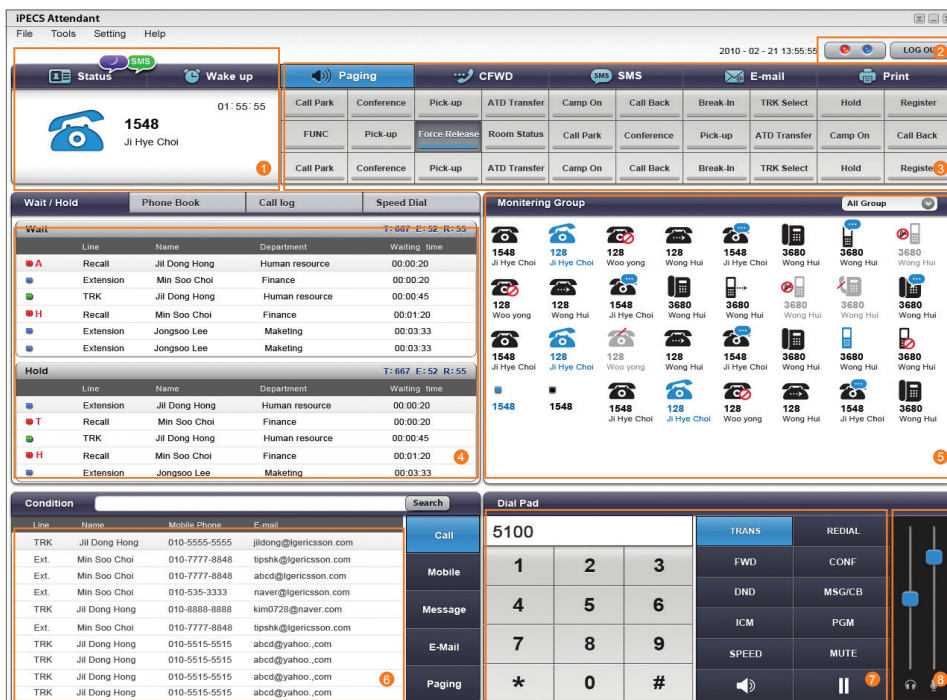 iPECS Attendant
File Tools Setting Help
2010 - 02 - 21 13:55:55 LOG OU 2
SMS
Status Wake up Paging CFWD SMS SMS E-mail Print
01:55:55
1548
Ji Hye Choi
1
Call Park Conference Pick-up ATD Transfer Camp On Call Back Break-In TRK Select Hold Register
FUNC Pick-up Force Release Room Status Call Park Conference Pick-up ATD Transfer Camp On Call Back
Call Park Conference Pick-up ATD Transfer Camp On Call Back Break-In TRK Select Hold Register 3
Wait / Hold Phone Book Call log Speed Dial
Wait T: 667 E: 52 R: 55
Line Name Department Waiting time
A Recall Jil Dong Hong Human resource 00:00:20
Extension Min Soo Choi Finance 00:00:20
TRK Jil Dong Hong Human resource 00:00:45
H Recall Min Soo Choi Finance 00:01:20
Extension Jongsoo Lee Maketing 00:03:33
Extension Jongsoo Lee Maketing 00:03:33
Hold T: 667 E: 52 R: 55
Line Name Department Waiting time
Extension Jil Dong Hong Human resource 00:00:20
T Recall Min Soo Choi Finance 00:00:20
TRK Jil Dong Hong Human resource 00:00:45
H Recall Min Soo Choi Finance 00:01:20
Extension Jongsoo Lee Maketing 00:03:33
4
Monitering Group All Group
1548 128 128 128 1548 3680 3680 3680
Ji Hye Choi Ji Hye Choi Woo yong Wong Hui Ji Hye Choi Wong Hui Wong Hui Wong Hui
128 128 1548 3680 3680 3680 3680 3680
Woo yong Wong Hui Ji Hye Choi Wong Hui Wong Hui Wong Hui Wong Hui Wong Hui
1548 128 128 128 1548 3680 3680 3680
Ji Hye Choi Ji Hye Choi Woo yong Wong Hui Ji Hye Choi Wong Hui Wong Hui Wong Hui
1548 1548 1548 128 128 128 1548 3680
Ji Hye Choi Ji Hye Choi Woo yong Wong Hui Ji Hye Choi Wong Hui
5
Condition Search
Line Name Mobile Phone E-mail
TRK Jil Dong Hong 010-5555-5555 jildong@lgericsson.com
Ext. Min Soo Choi 010-7777-8848 tipshk@lgericsson.com
Ext. Min Soo Choi 010-7777-8848 abcd@lgericsson.com
Ext. Min Soo Choi 010-535-3333 naver@lgericsson.com
TRK Jil Dong Hong 010-8888-8888 kim0728@naver.com
Ext. Min Soo Choi 010-7777-8848 tipshk@lgericsson.com
TRK Jil Dong Hong 010-5515-5515 abcd@yahoo.,com
TRK Jil Dong Hong 010-5515-5515 abcd@yahoo.,com
TRK Jil Dong Hong 010-5515-5515 abcd@yahoo.,com
TRK Jil Dong Hong 010-5515-5515 abcd@yahoo.,com
6
Call
Mobile
Message
E-Mail
Paging
Dial Pad
5100
1 2 3
4 5 6
7 8 9
* 0 #
TRANS REDIAL
FWD CONF
DND MSG/CB
ICM PGM
SPEED MUTE
7
8